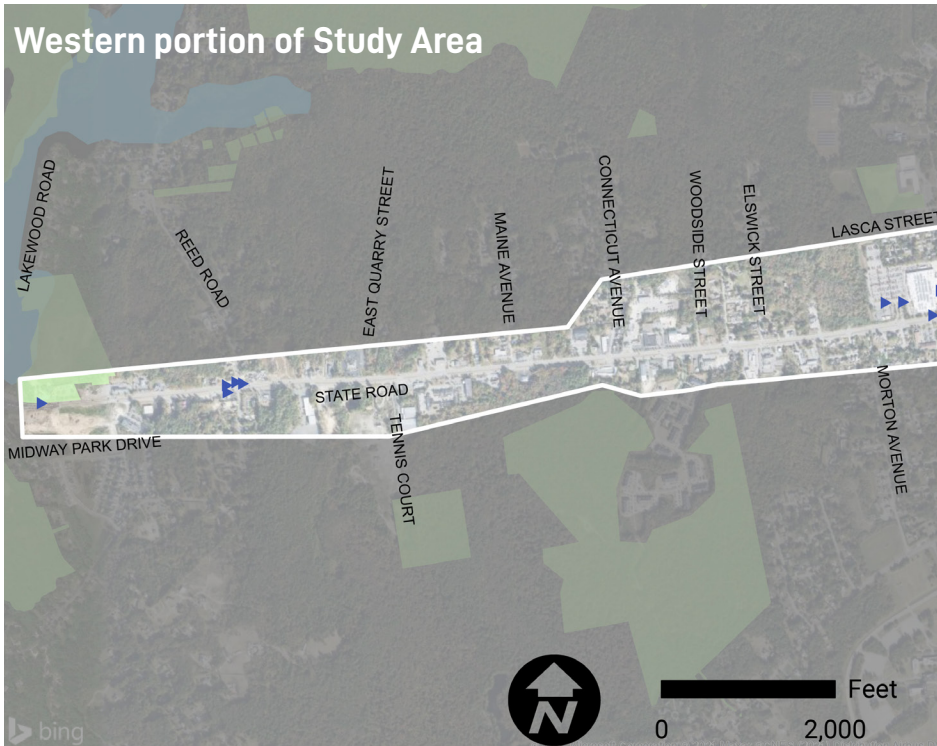 Western portion of Study Area
LAKEWOOD ROAD
REED ROAD
EAST QUARRY STREET
MAINE AVENUE
CONNECTICUT AVENUE
WOODSIDE STREET
ELSWICK STREET
LASCA STREET
STATE ROAD
MIDWAY PARK DRIVE
TENNIS COURT
MORTON AVENUE
N
Feet
0 2,000
bing